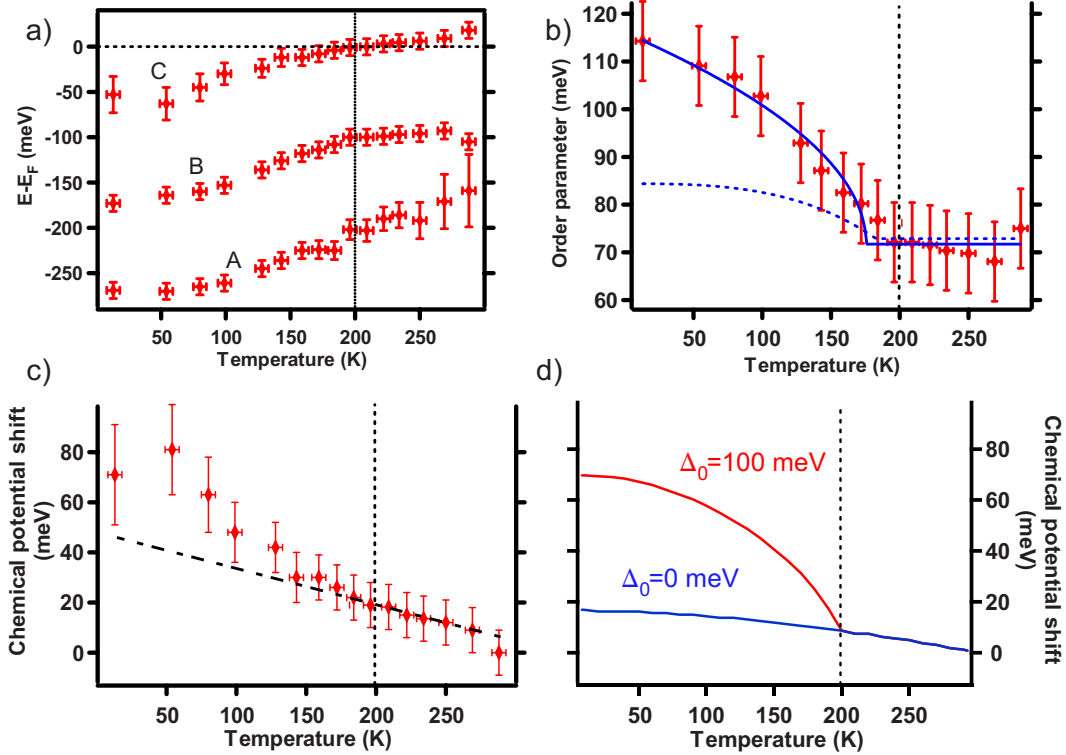 a)
0
-50
-100
-150
-200
-250
E-E_F (meV)
C
B
A
50
100
150
200
250
Temperature (K)
b)
120
110
100
90
80
70
60
Order parameter (meV)
50
100
150
200
250
Temperature (K)
c)
80
60
40
20
0
Chemical potential shift
(meV)
50
100
150
200
250
Temperature (K)
d)
Δ₀=100 meV
Δ₀=0 meV
80
60
40
20
0
Chemical potential shift
(meV)
50
100
150
200
250
Temperature (K)